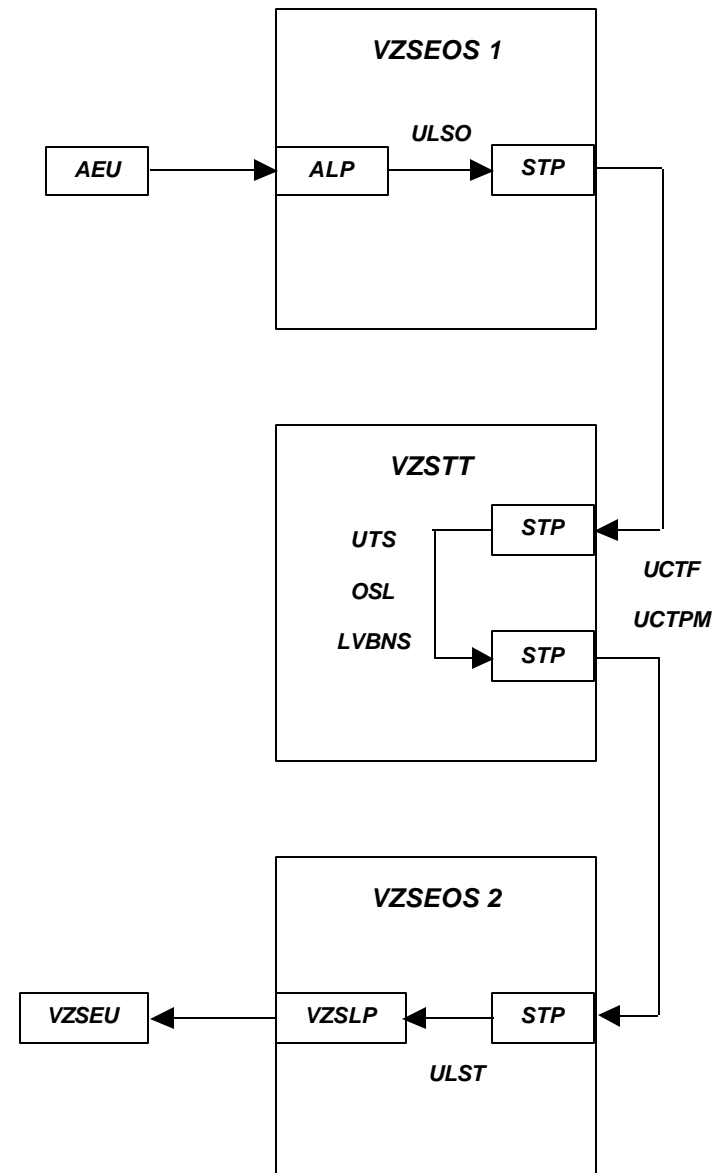 VZSEOS 1
ULSO
AEU
ALP
STP
VZSTT
STP
UTS
OSL
LVBNS
UCTF
UCTPM
STP
VZSEOS 2
VZSEU
VZSLP
STP
ULST